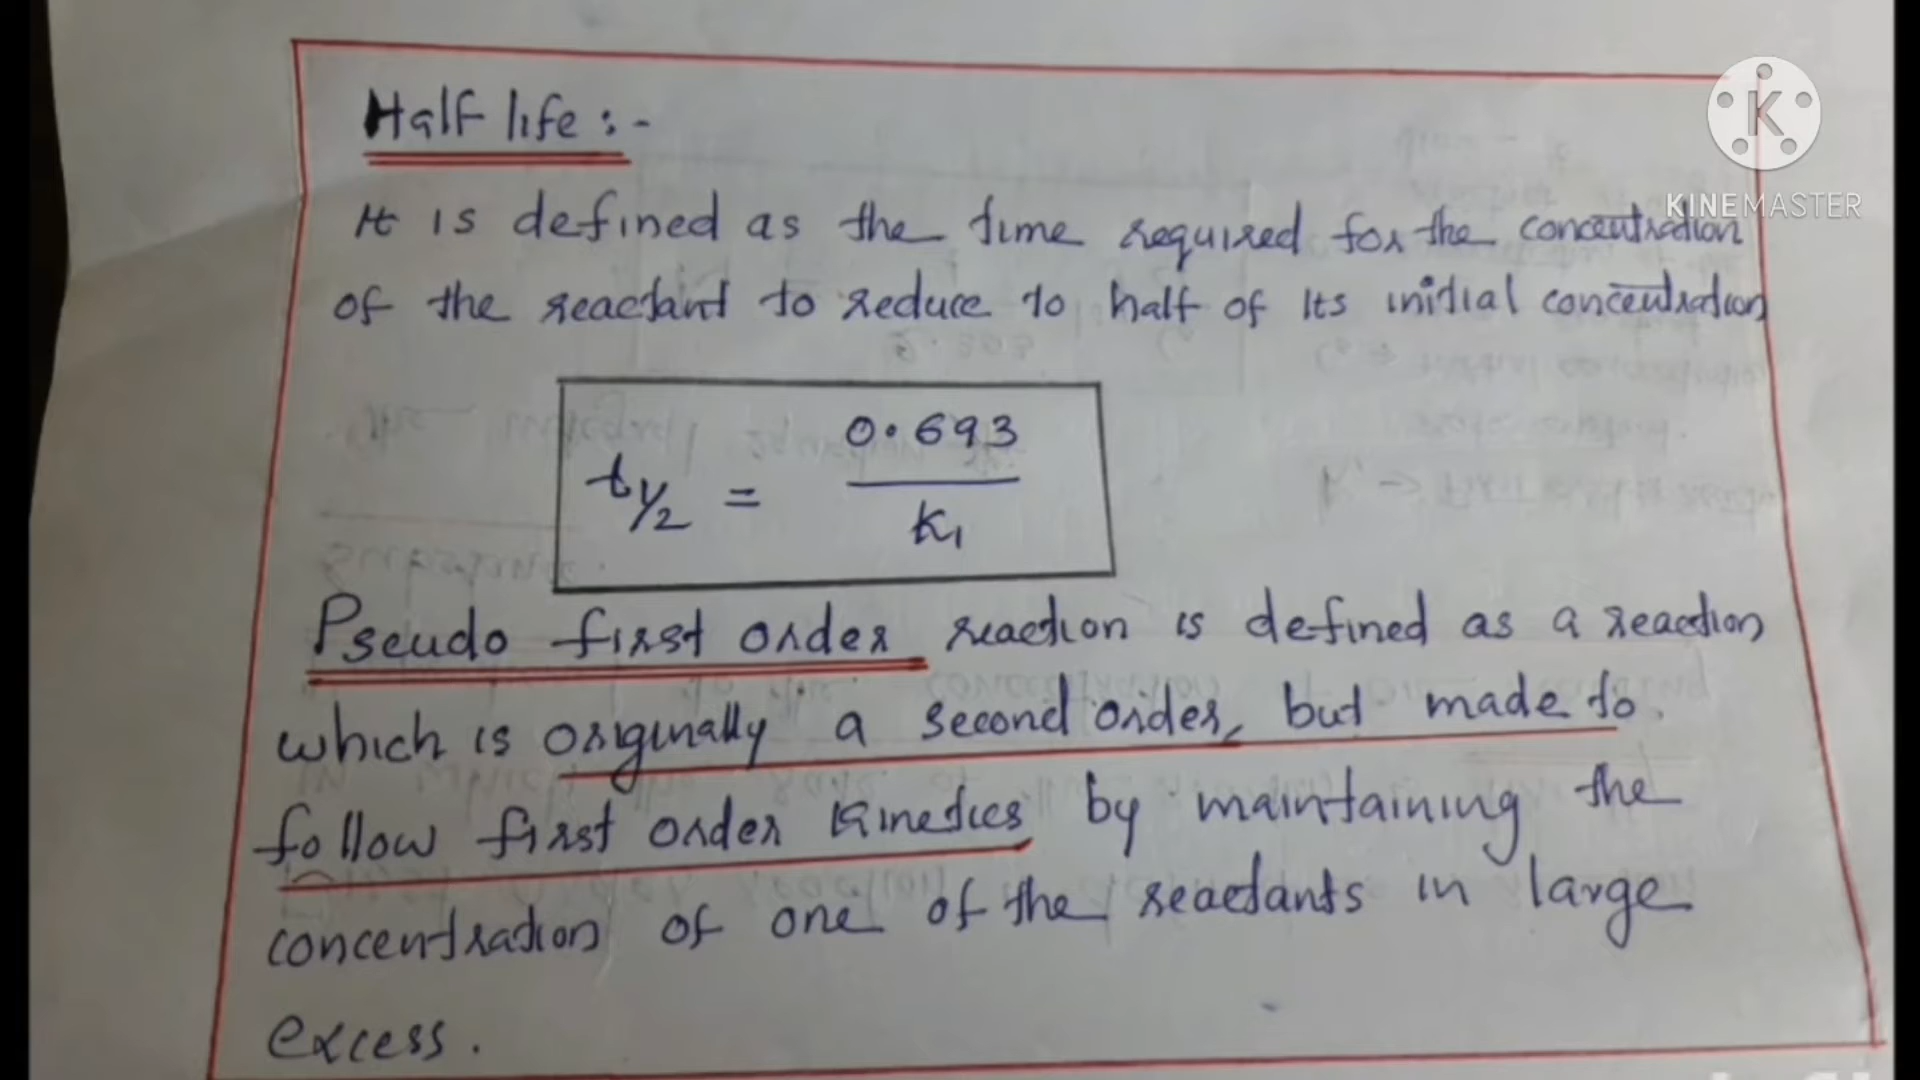 Half life :-
It is defined as the time required for the concentration
of the reactant to reduce to half of its initial concentration
t1/2 = 0.693 / K1
Pseudo first order reaction is defined as a reaction
which is originally a second order, but made to
follow first order kinetics by maintaining the
concentration of one of the reactants in large
excess.
K
KINEMASTER